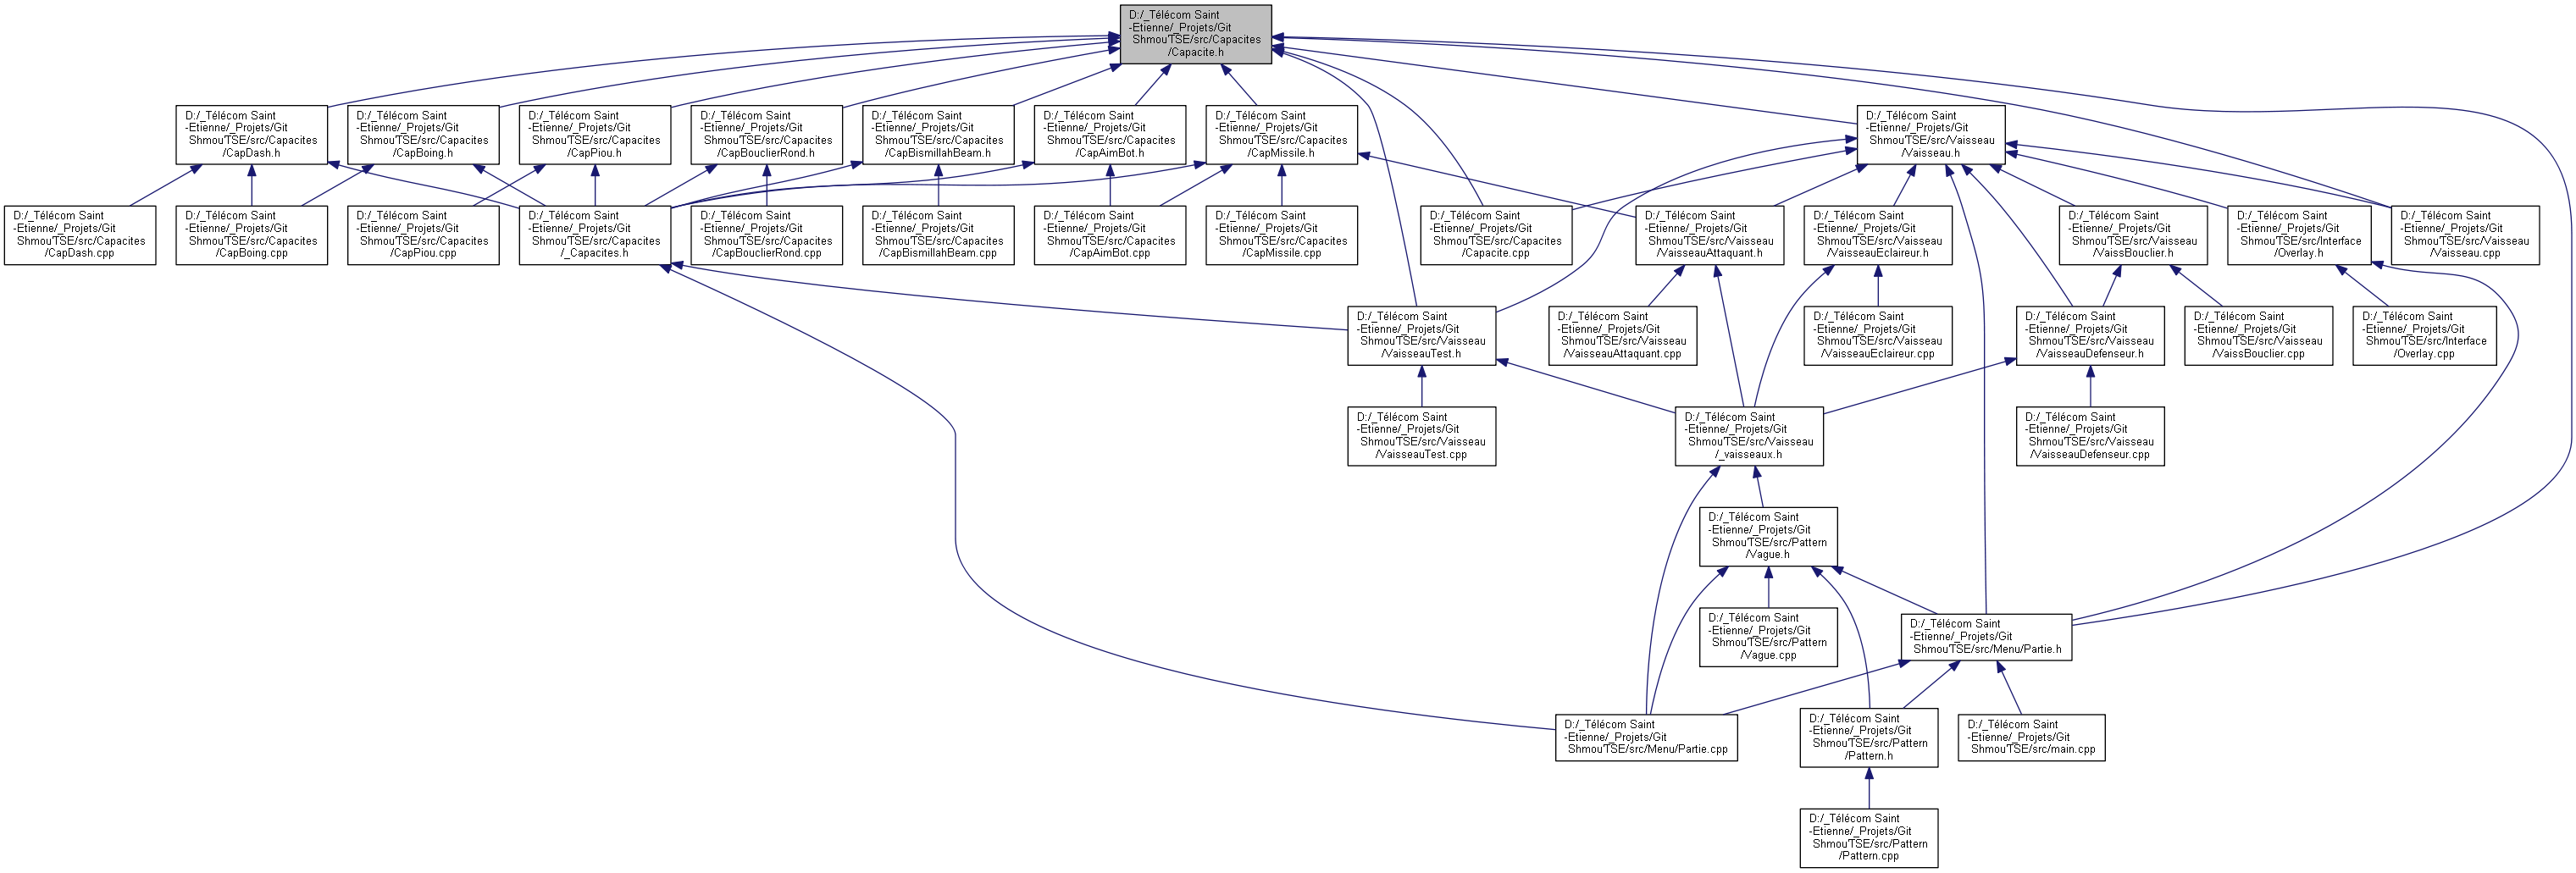 D:/_Télécom Saint
-Etienne/_Projets/Git
ShmouTSE/src/Capacites
/Capacite.h
D:/_Télécom Saint
-Etienne/_Projets/Git
ShmouTSE/src/Capacites
/CapDash.h
D:/_Télécom Saint
-Etienne/_Projets/Git
ShmouTSE/src/Capacites
/CapBoing.h
D:/_Télécom Saint
-Etienne/_Projets/Git
ShmouTSE/src/Capacites
/CapPiou.h
D:/_Télécom Saint
-Etienne/_Projets/Git
ShmouTSE/src/Capacites
/CapBouclierRond.h
D:/_Télécom Saint
-Etienne/_Projets/Git
ShmouTSE/src/Capacites
/CapBismillahBeam.h
D:/_Télécom Saint
-Etienne/_Projets/Git
ShmouTSE/src/Capacites
/CapAimBot.h
D:/_Télécom Saint
-Etienne/_Projets/Git
ShmouTSE/src/Capacites
/CapMissile.h
D:/_Télécom Saint
-Etienne/_Projets/Git
ShmouTSE/src/Vaisseau
/Vaisseau.h
D:/_Télécom Saint
-Etienne/_Projets/Git
ShmouTSE/src/Capacites
/CapDash.cpp
D:/_Télécom Saint
-Etienne/_Projets/Git
ShmouTSE/src/Capacites
/CapBoing.cpp
D:/_Télécom Saint
-Etienne/_Projets/Git
ShmouTSE/src/Capacites
/CapPiou.cpp
D:/_Télécom Saint
-Etienne/_Projets/Git
ShmouTSE/src/Capacites
/_Capacites.h
D:/_Télécom Saint
-Etienne/_Projets/Git
ShmouTSE/src/Capacites
/CapBouclierRond.cpp
D:/_Télécom Saint
-Etienne/_Projets/Git
ShmouTSE/src/Capacites
/CapBismillahBeam.cpp
D:/_Télécom Saint
-Etienne/_Projets/Git
ShmouTSE/src/Capacites
/CapAimBot.cpp
D:/_Télécom Saint
-Etienne/_Projets/Git
ShmouTSE/src/Capacites
/CapMissile.cpp
D:/_Télécom Saint
-Etienne/_Projets/Git
ShmouTSE/src/Capacites
/Capacite.cpp
D:/_Télécom Saint
-Etienne/_Projets/Git
ShmouTSE/src/Vaisseau
/VaisseauAttaquant.h
D:/_Télécom Saint
-Etienne/_Projets/Git
ShmouTSE/src/Vaisseau
/VaisseauEclaireur.h
D:/_Télécom Saint
-Etienne/_Projets/Git
ShmouTSE/src/Vaisseau
/VaissBouclier.h
D:/_Télécom Saint
-Etienne/_Projets/Git
ShmouTSE/src/Interface
/Overlay.h
D:/_Télécom Saint
-Etienne/_Projets/Git
ShmouTSE/src/Vaisseau
/Vaisseau.cpp
D:/_Télécom Saint
-Etienne/_Projets/Git
ShmouTSE/src/Vaisseau
/VaisseauTest.h
D:/_Télécom Saint
-Etienne/_Projets/Git
ShmouTSE/src/Vaisseau
/VaisseauAttaquant.cpp
D:/_Télécom Saint
-Etienne/_Projets/Git
ShmouTSE/src/Vaisseau
/VaisseauEclaireur.cpp
D:/_Télécom Saint
-Etienne/_Projets/Git
ShmouTSE/src/Vaisseau
/VaisseauDefenseur.h
D:/_Télécom Saint
-Etienne/_Projets/Git
ShmouTSE/src/Vaisseau
/VaissBouclier.cpp
D:/_Télécom Saint
-Etienne/_Projets/Git
ShmouTSE/src/Interface
/Overlay.cpp
D:/_Télécom Saint
-Etienne/_Projets/Git
ShmouTSE/src/Vaisseau
/VaisseauTest.cpp
D:/_Télécom Saint
-Etienne/_Projets/Git
ShmouTSE/src/Vaisseau
/_vaisseaux.h
D:/_Télécom Saint
-Etienne/_Projets/Git
ShmouTSE/src/Vaisseau
/VaisseauDefenseur.cpp
D:/_Télécom Saint
-Etienne/_Projets/Git
ShmouTSE/src/Pattern
/Vague.h
D:/_Télécom Saint
-Etienne/_Projets/Git
ShmouTSE/src/Pattern
/Vague.cpp
D:/_Télécom Saint
-Etienne/_Projets/Git
ShmouTSE/src/Menu/Partie.h
D:/_Télécom Saint
-Etienne/_Projets/Git
ShmouTSE/src/Menu/Partie.cpp
D:/_Télécom Saint
-Etienne/_Projets/Git
ShmouTSE/src/Pattern
/Pattern.h
D:/_Télécom Saint
-Etienne/_Projets/Git
ShmouTSE/src/main.cpp
D:/_Télécom Saint
-Etienne/_Projets/Git
ShmouTSE/src/Pattern
/Pattern.cpp